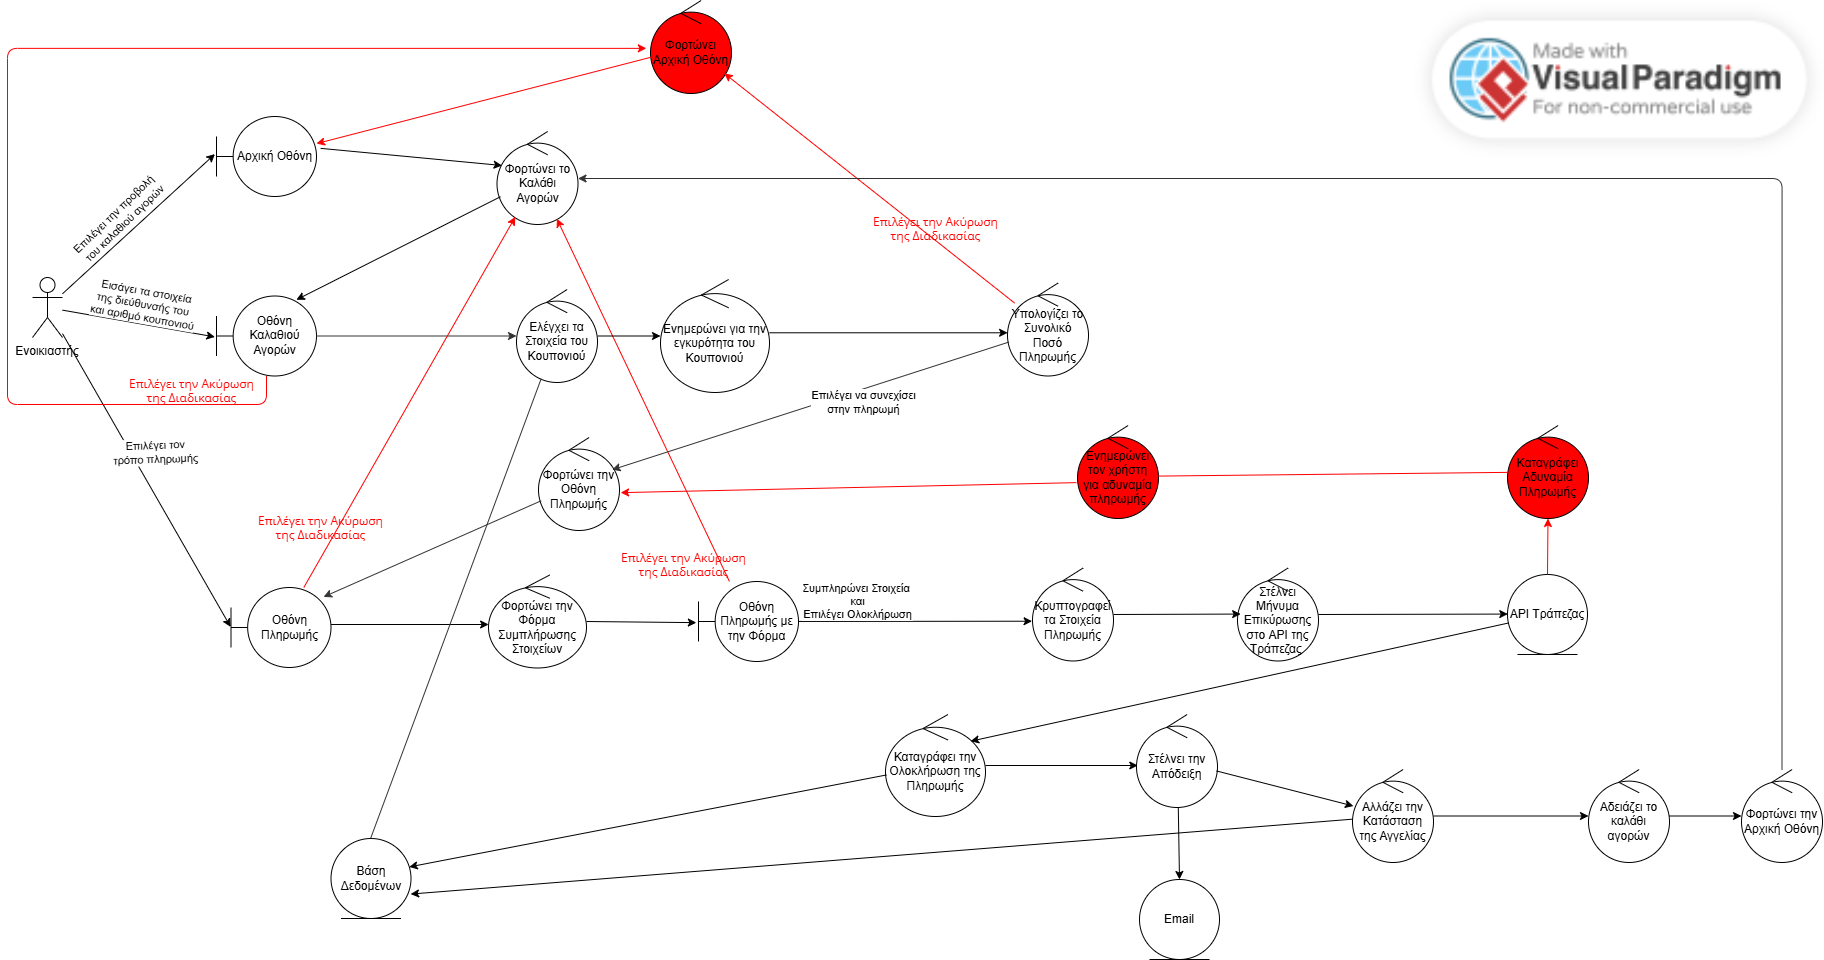 Φορτώνει
Αρχική Οθόνη
Made with
Visual Paradigm
For non-commercial use
Αρχική Οθόνη
Φορτώνει το
Καλάθι
Αγορών
Επιλέγει την προβολή
του καλαθιού αγορών
Επιλέγει την Ακύρωση
της Διαδικασίας
Εισάγει τα στοιχεία
της διεύθυνσής του
και αριθμό κουπονιού
Ενοικιαστής
Οθόνη
Καλαθιού
Αγορών
Ελέγχει τα
Στοιχεία του
Κουπονιού
Ενημερώνει για την
εγκυρότητα του
Κουπονιού
Υπολογίζει το
Συνολικό
Ποσό
Πληρωμής
Επιλέγει την Ακύρωση
της Διαδικασίας
Επιλέγει να συνεχίσει
στην πληρωμή
Επιλέγει τον
τρόπο πληρωμής
Φορτώνει την
Οθόνη
Πληρωμής
Ενημερώνει
τον χρήστη
για αδυναμία
πληρωμής
Καταγράφει
Αδυναμία
Πληρωμής
Επιλέγει την Ακύρωση
της Διαδικασίας
Επιλέγει την Ακύρωση
της Διαδικασίας
Οθόνη
Πληρωμής
Φορτώνει την
Φόρμα
Συμπλήρωσης
Στοιχείων
Οθόνη
Πληρωμής με
την Φόρμα
Συμπληρώνει Στοιχεία
και
Επιλέγει Ολοκλήρωση
Κρυπτογραφεί
τα Στοιχεία
Πληρωμής
Στέλνει
Μήνυμα
Επικύρωσης
στο API της
Τράπεζας
API Τράπεζας
Καταγράφει την
Ολοκλήρωση της
Πληρωμής
Στέλνει την
Απόδειξη
Αλλάζει την
Κατάσταση
της Αγγελίας
Αδειάζει το
καλάθι
αγορών
Φορτώνει την
Αρχική Οθόνη
Βάση
Δεδομένων
Email